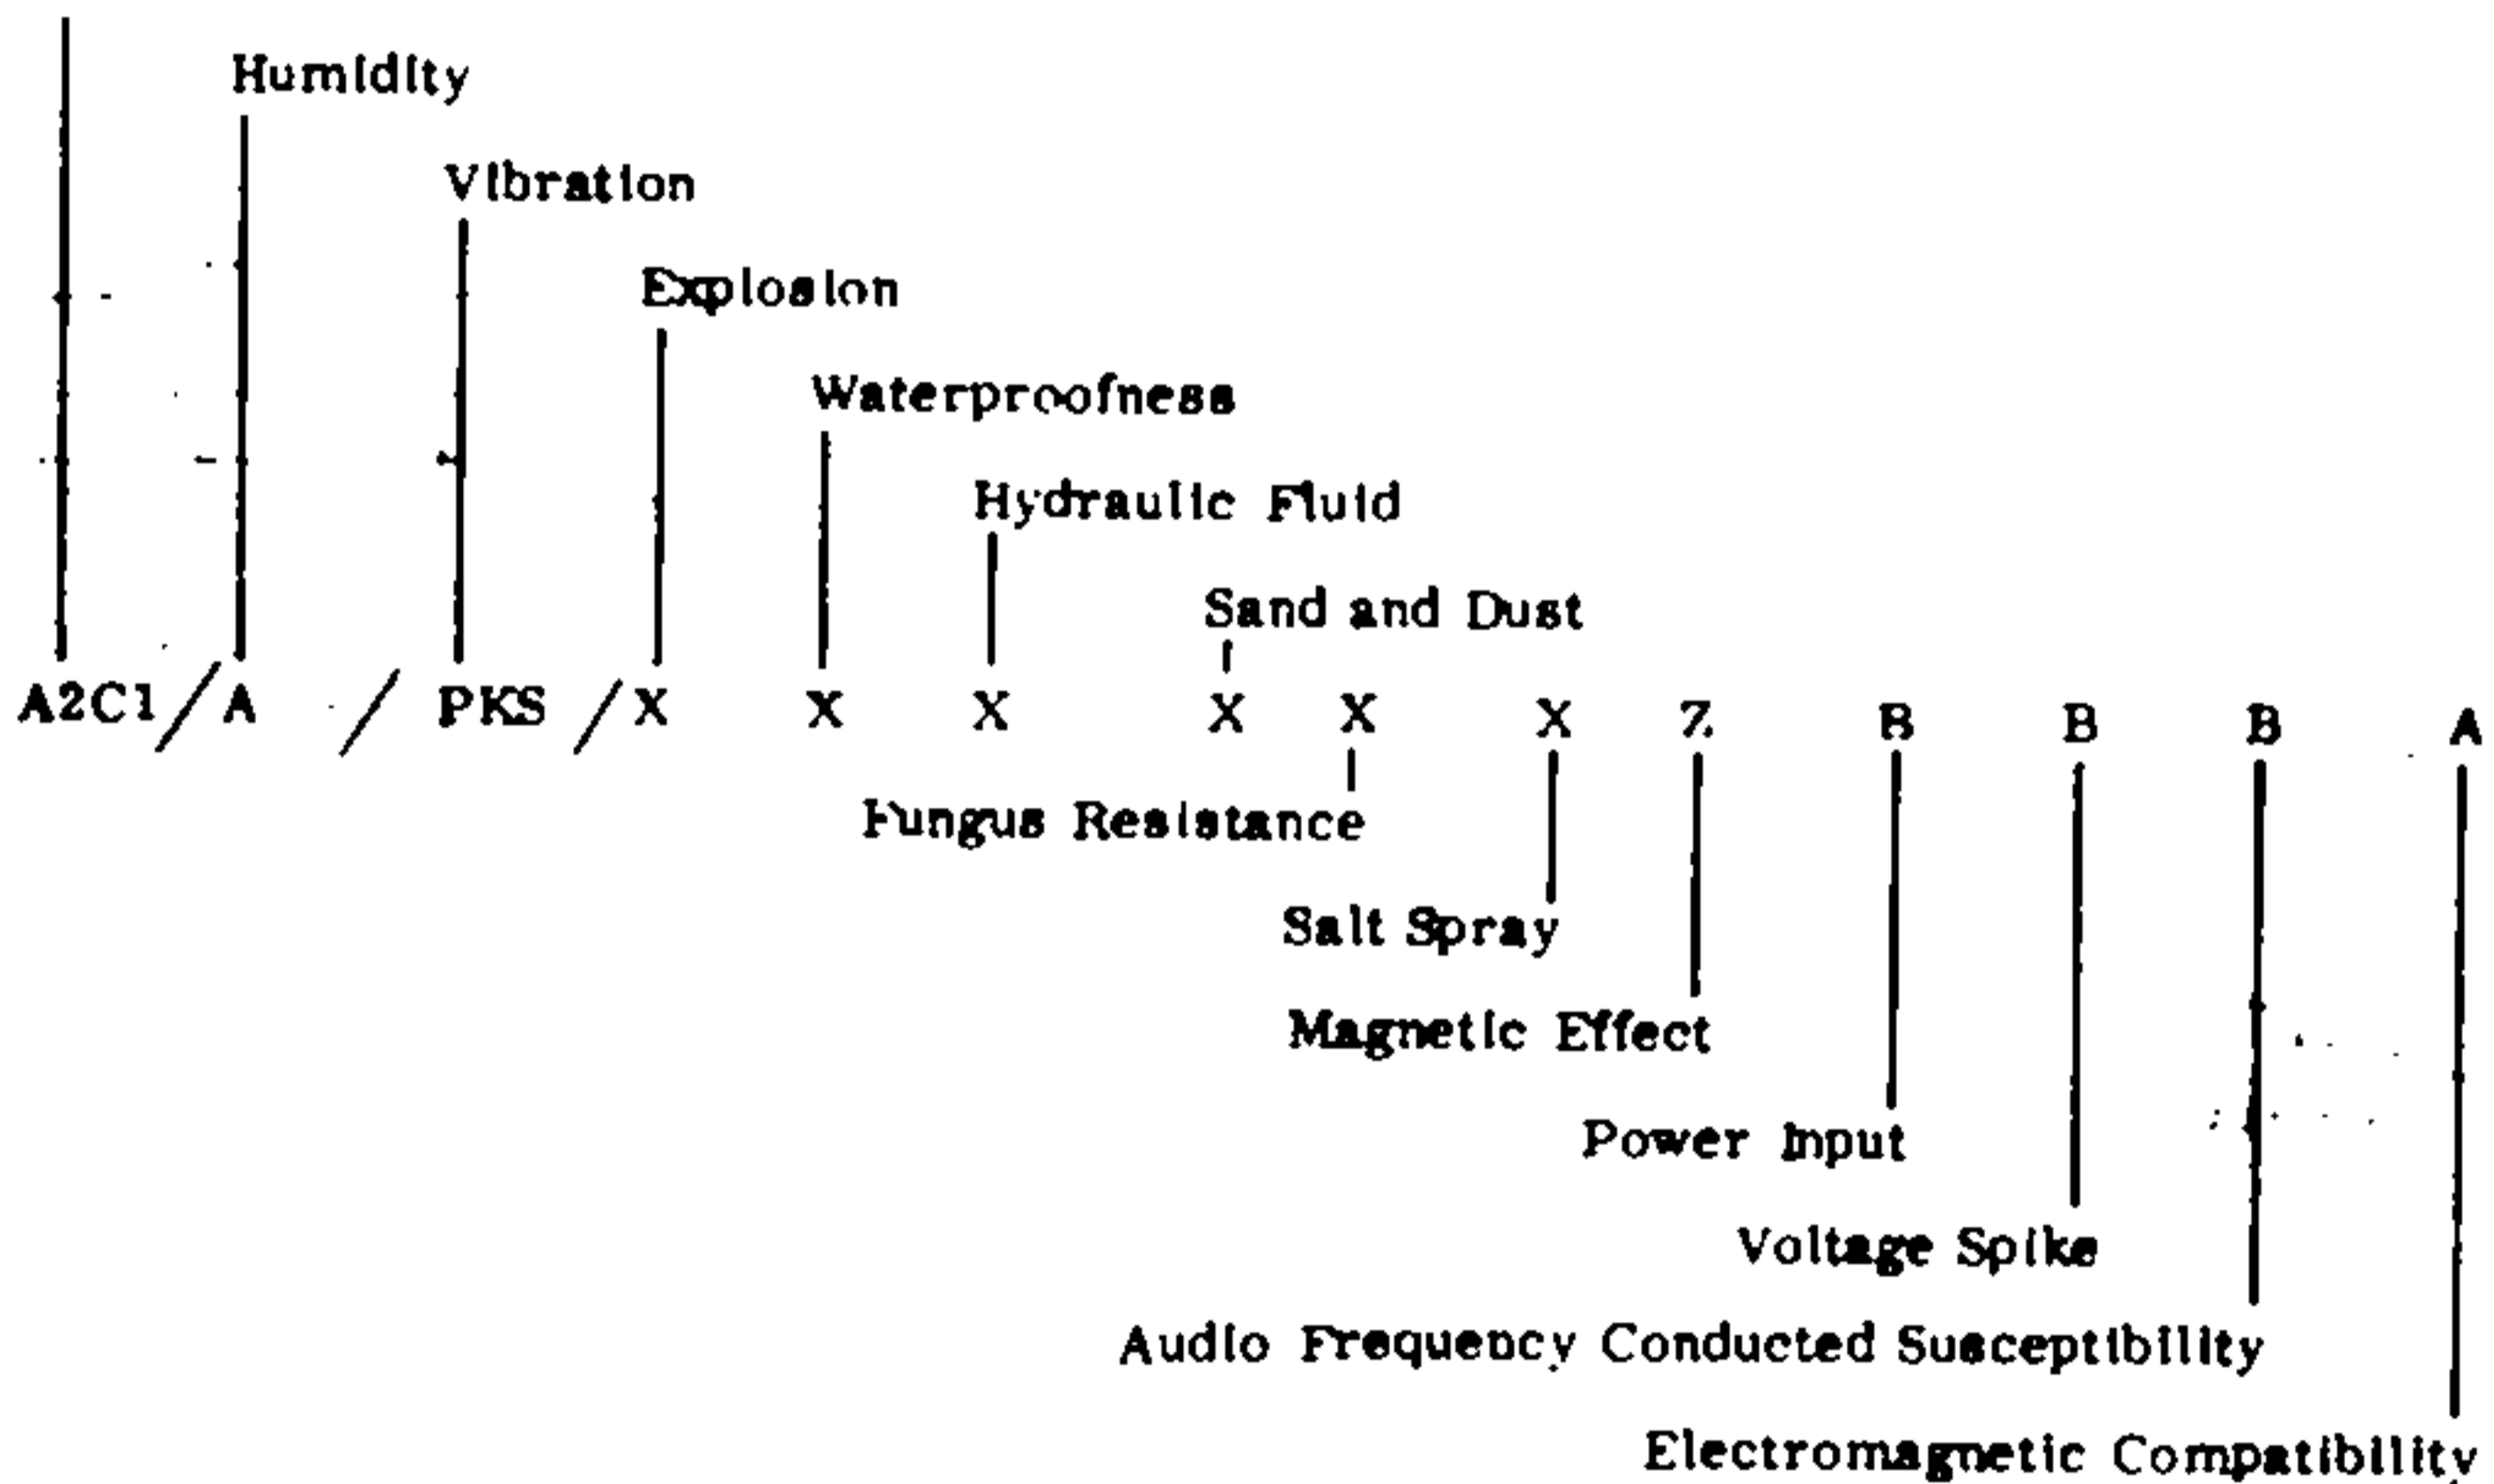 Humidity
Vibration
Explosion
Waterproofness
Hydraulic Fluid
Sand and Dust
A2C1/A / PKS /X X X X X X Z B B B A
Fungus Resistance
Salt Spray
Magnetic Effect
Power Input
Voltage Spike
Audio Frequency Conducted Susceptibility
Electromagnetic Compatibility